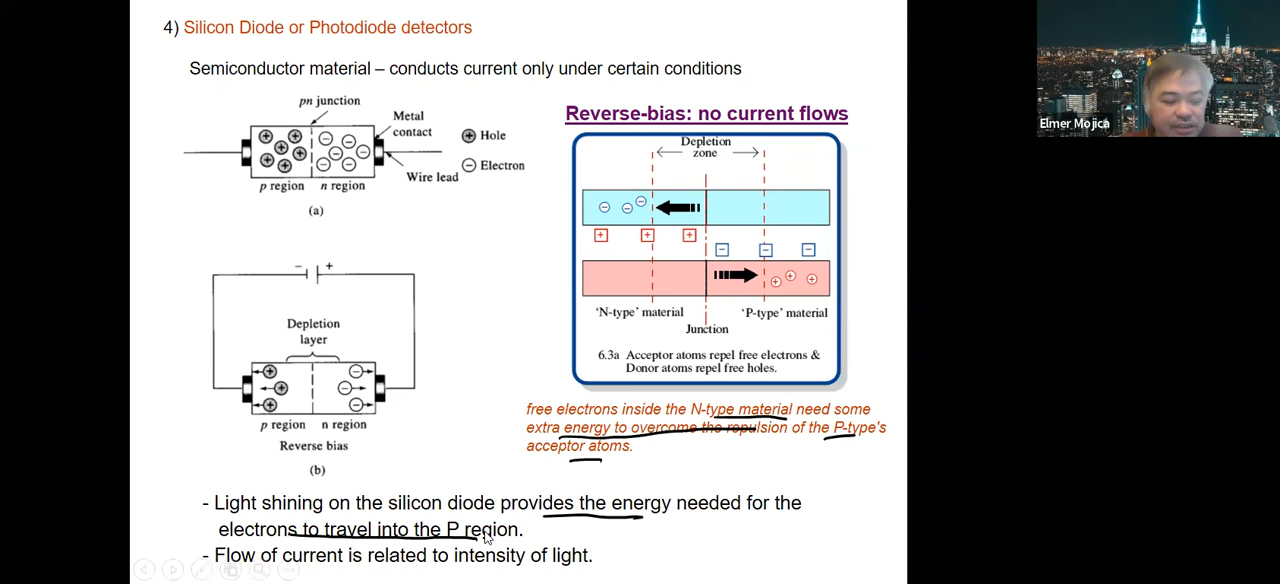 4) Silicon Diode or Photodiode detectors
Semiconductor material – conducts current only under certain conditions
pn junction
Metal
contact
Hole
Electron
Wire lead
p region
n region
(a)
- +
Depletion
layer
p region
n region
Reverse bias
(b)
Reverse-bias: no current flows
Depletion
zone
'N-type' material
'P-type' material
Junction
6.3a Acceptor atoms repel free electrons &
Donor atoms repel free holes.
free electrons inside the N-type material need some
extra energy to overcome the repulsion of the P-type's
acceptor atoms.
- Light shining on the silicon diode provides the energy needed for the
electrons to travel into the P region.
- Flow of current is related to intensity of light.
Elmer Mojica